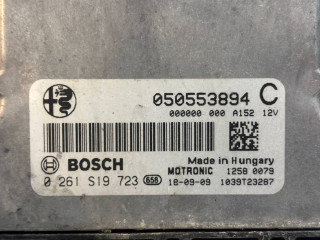 050553894 C
000000 000 A152 12V
BOSCH
Made in Hungary
MOTRONIC 1258 0079
0 261 S19 723 656 18-09-09 1039T23287